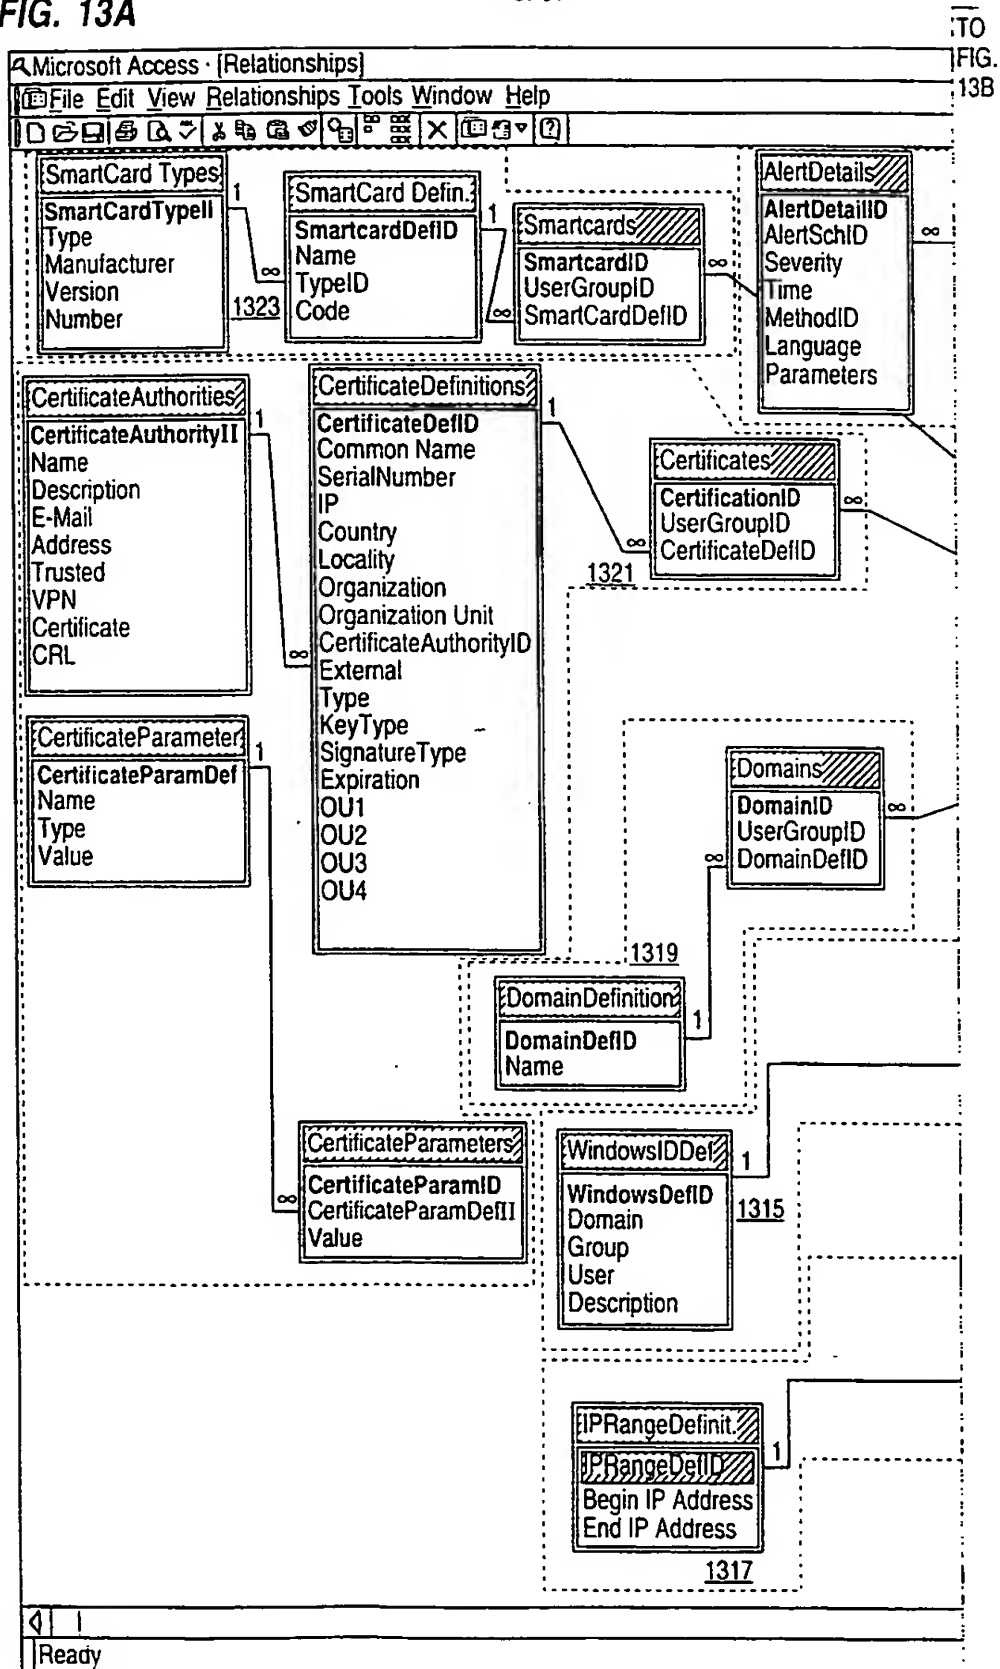 FIG. 13A
TO
FIG.
13B
Microsoft Access · [Relationships]
File Edit View Relationships Tools Window Help
SmartCard Types
SmartCardTypeII
Type
Manufacturer
Version
Number
1
∞
1323
SmartCard Defin.
SmartcardDefID
Name
TypeID
Code
1
∞
Smartcards
SmartcardID
UserGroupID
SmartCardDefID
∞
AlertDetails
AlertDetailID
AlertSchID
Severity
Time
MethodID
Language
Parameters
∞
CertificateAuthorities
CertificateAuthorityII
Name
Description
E-Mail
Address
Trusted
VPN
Certificate
CRL
1
∞
CertificateDefinitions
CertificateDefID
Common Name
SerialNumber
IP
Country
Locality
Organization
Organization Unit
CertificateAuthorityID
External
Type
KeyType
SignatureType
Expiration
OU1
OU2
OU3
OU4
1
∞
1321
Certificates
CertificationID
UserGroupID
CertificateDefID
∞
CertificateParameter
CertificateParamDef
Name
Type
Value
1
Domains
DomainID
UserGroupID
DomainDefID
∞
∞
1319
DomainDefinition
DomainDefID
Name
1
CertificateParameters
CertificateParamID
CertificateParamDefII
Value
∞
WindowsIDDef
WindowsDefID
Domain
Group
User
Description
1
1315
IPRangeDefinit.
IPRangeDefID
Begin IP Address
End IP Address
1
1317
Ready